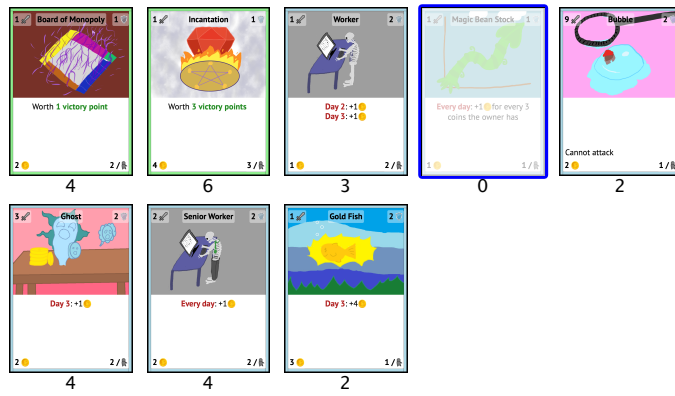 1 Board of Monopoly 1
Worth 1 victory point
2 2 /
4
1 Incantation 1
Worth 3 victory points
4 3 /
6
1 Worker 2
Day 2: +1
Day 3: +1
1 2 /
3
1 Magic Bean Stock 1
Every day: +1 for every 3
coins the owner has
1 1 /
0
9 Bubble 2
Cannot attack
2 1 /
2
3 Ghost 2
Day 3: +1
2 2 /
4
2 Senior Worker 2
Every day: +1
2 2 /
4
1 Gold Fish 2
Day 3: +4
3 1 /
2